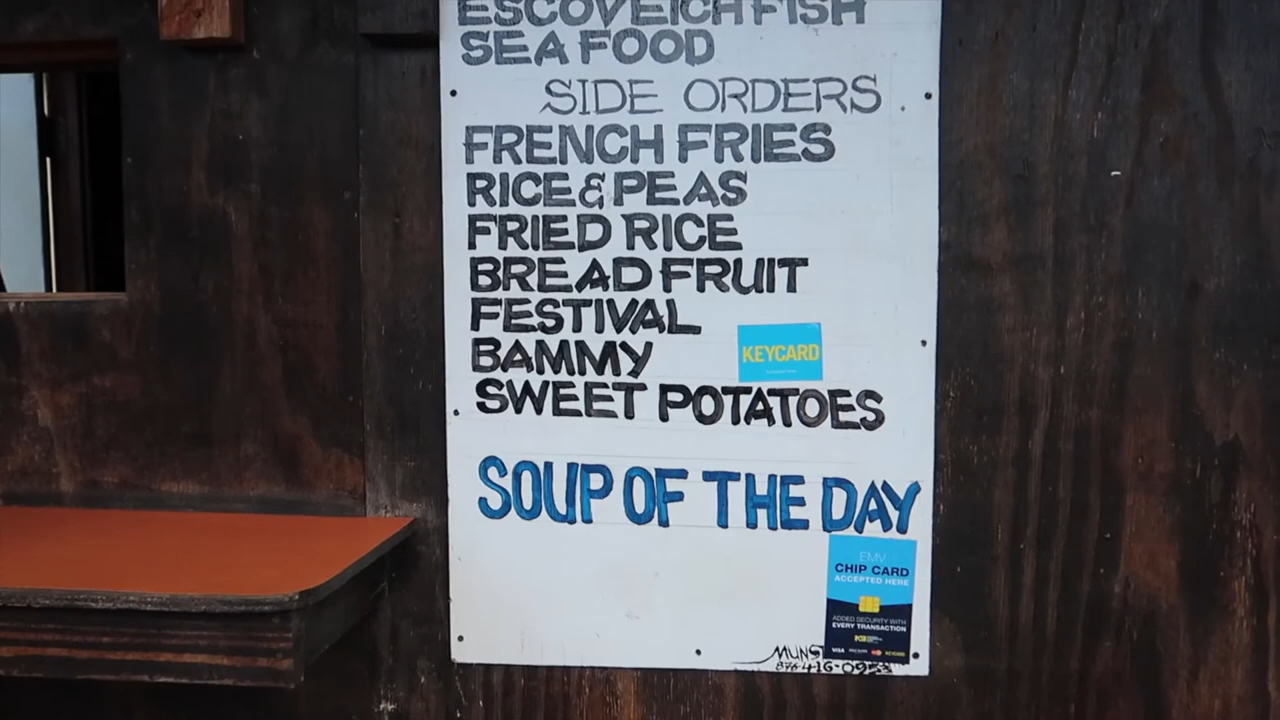 ESCOVEICH FISH
SEA FOOD
SIDE ORDERS
FRENCH FRIES
RICE & PEAS
FRIED RICE
BREAD FRUIT
FESTIVAL
BAMMY
KEYCARD
SWEET POTATOES
SOUP OF THE DAY
EMV
CHIP CARD
ACCEPTED HERE
ADDED SECURITY WITH
EVERY TRANSACTION
VISA
KEYCARD
876-416-09